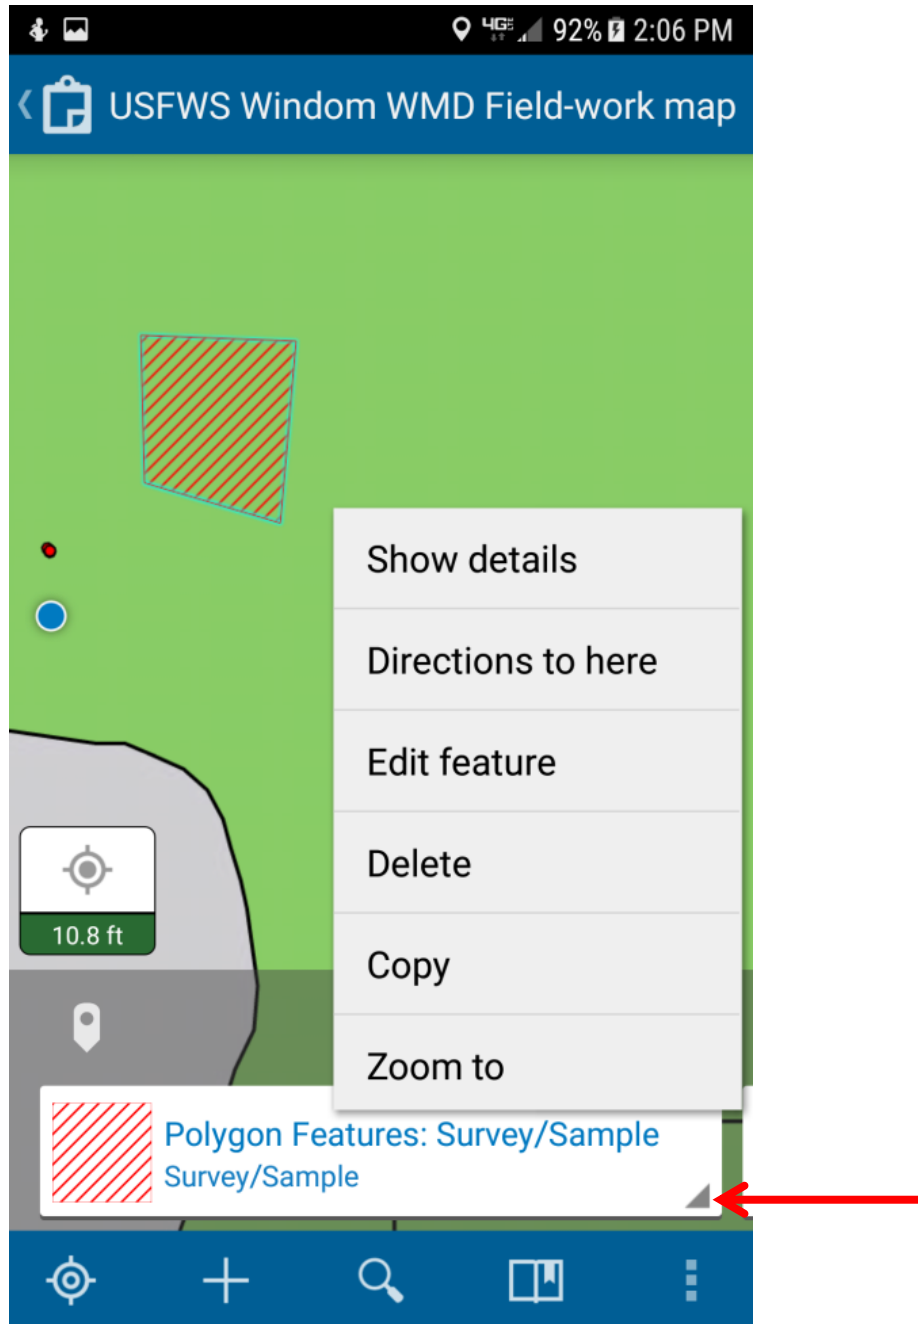 4G 92% 2:06 PM
USFWS Windom WMD Field-work map
Show details
Directions to here
Edit feature
Delete
Copy
Zoom to
10.8 ft
Polygon Features: Survey/Sample
Survey/Sample